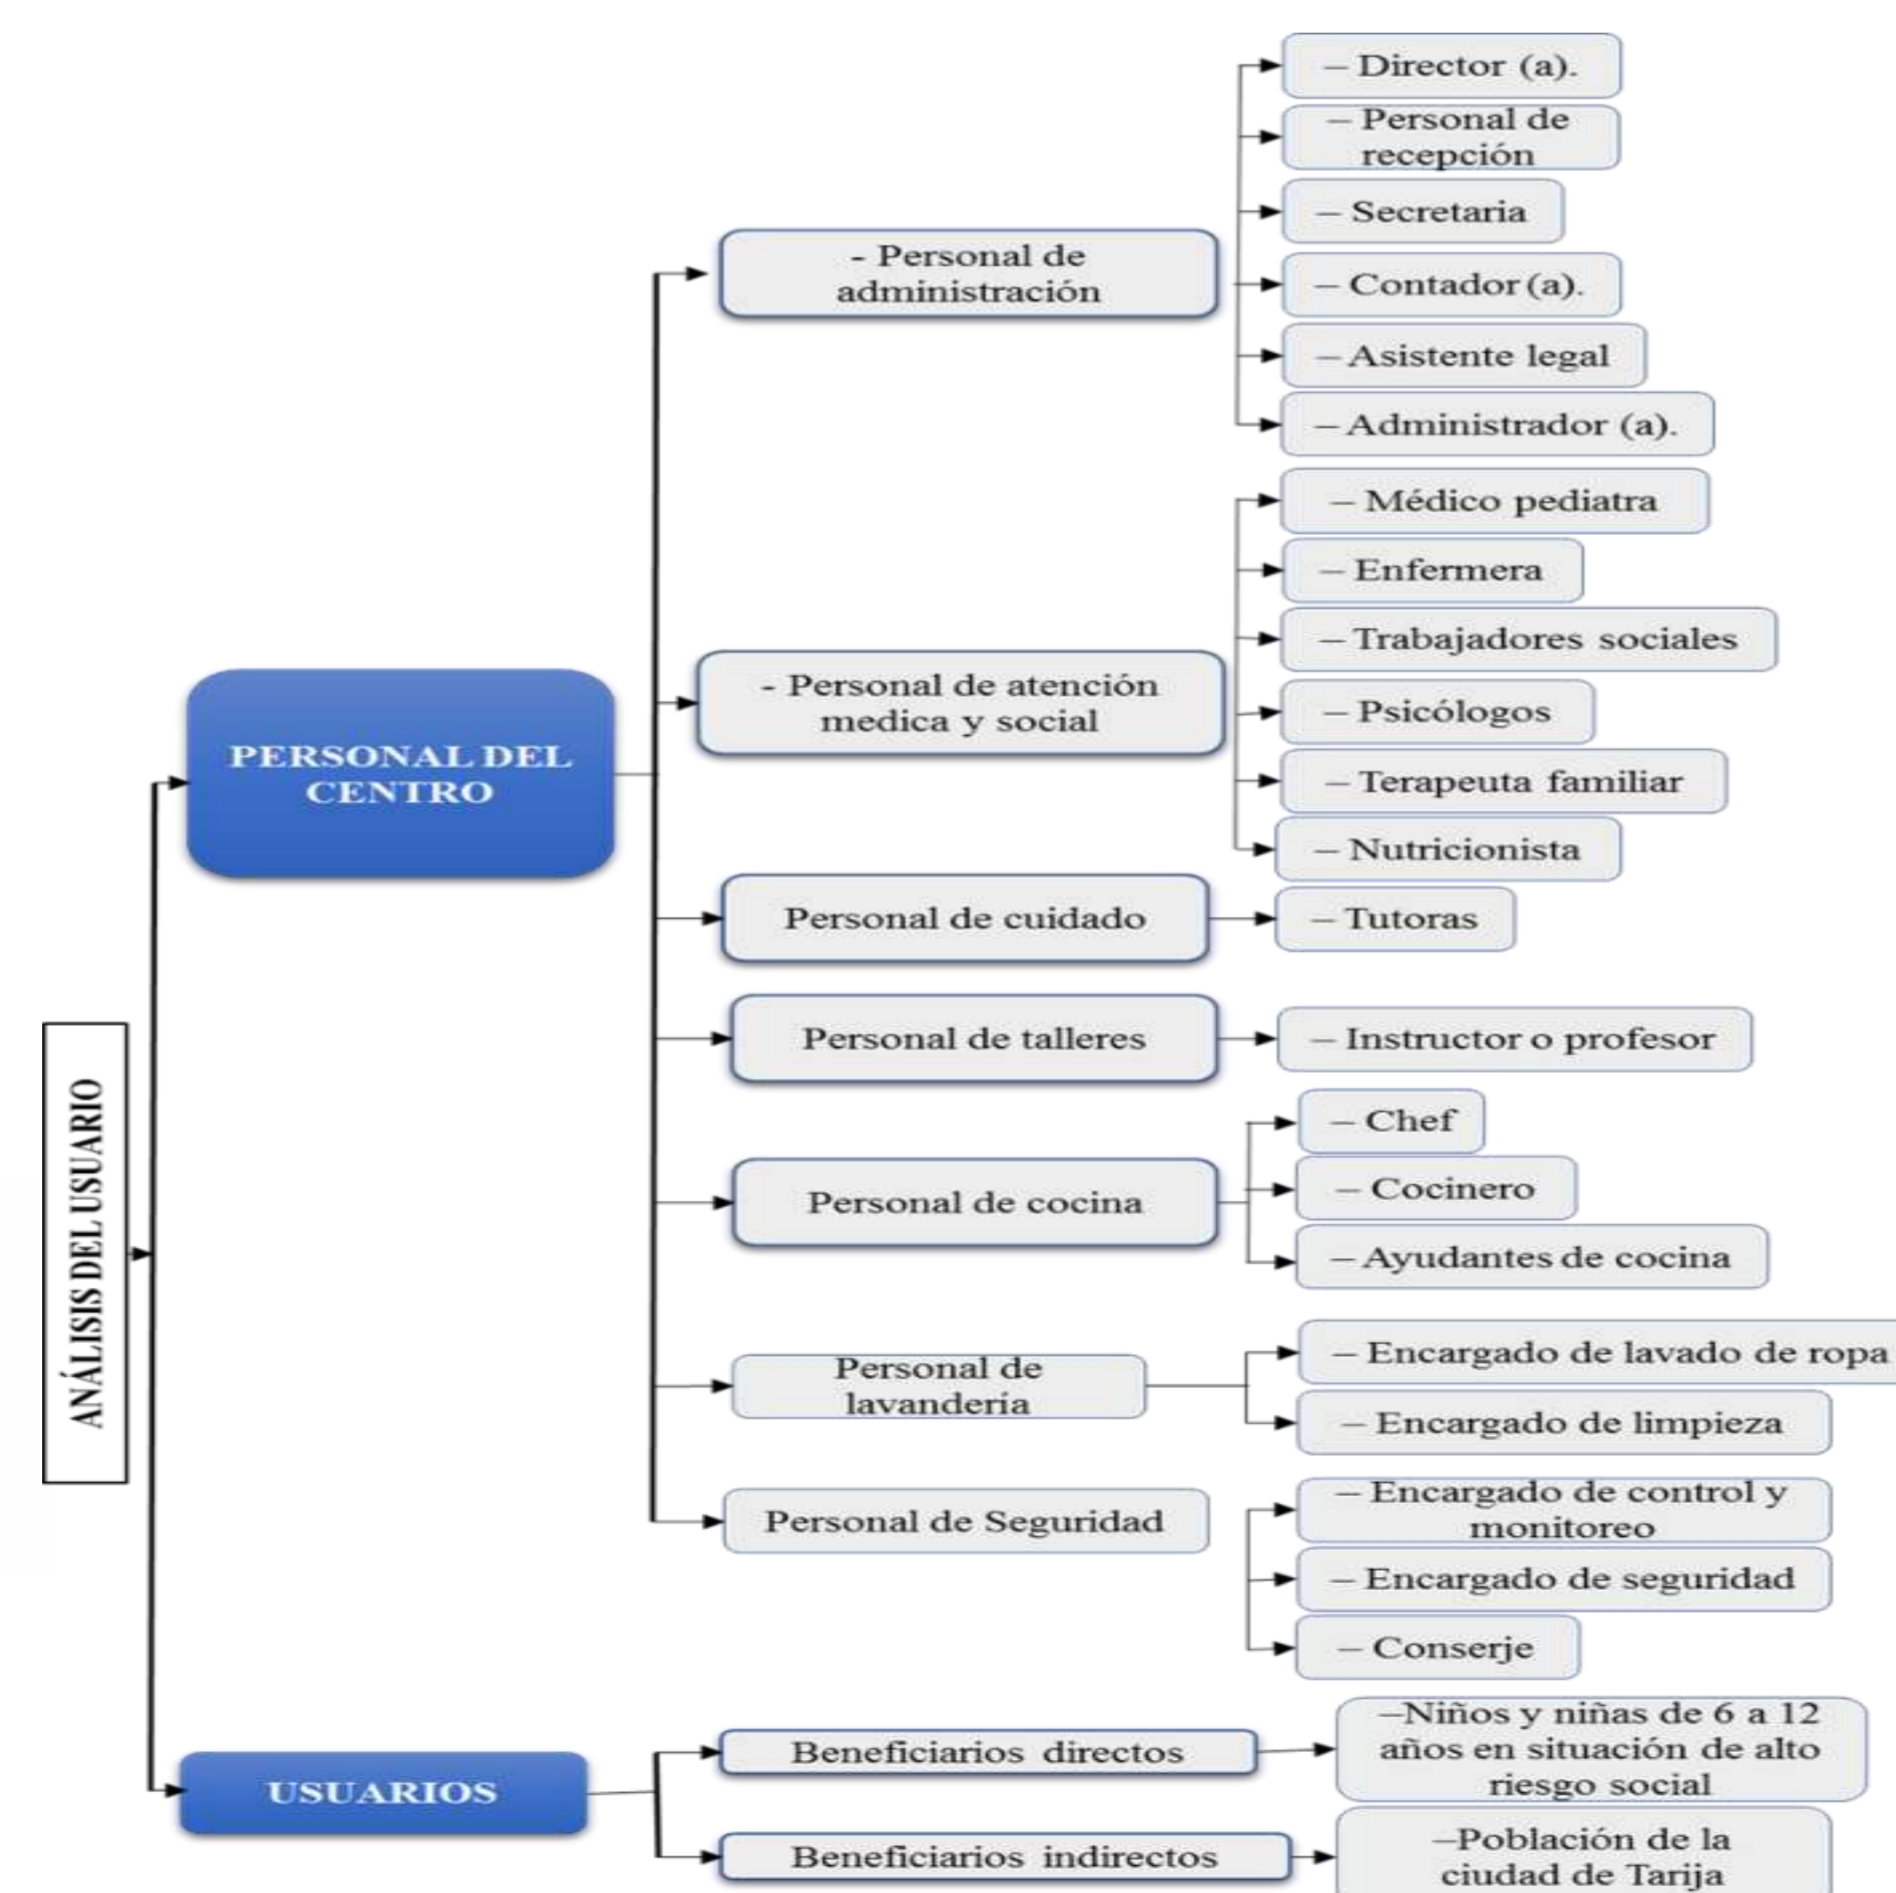 ANÁLISIS DEL USUARIO
PERSONAL DEL
CENTRO
- Personal de
administración
– Director (a).
– Personal de
recepción
– Secretaria
– Contador (a).
– Asistente legal
– Administrador (a).
- Personal de atención
medica y social
– Médico pediatra
– Enfermera
– Trabajadores sociales
– Psicólogos
– Terapeuta familiar
– Nutricionista
Personal de cuidado
– Tutoras
Personal de talleres
– Instructor o profesor
Personal de cocina
– Chef
– Cocinero
– Ayudantes de cocina
Personal de
lavandería
– Encargado de lavado de ropa
– Encargado de limpieza
Personal de Seguridad
– Encargado de control y
monitoreo
– Encargado de seguridad
– Conserje
USUARIOS
Beneficiarios directos
–Niños y niñas de 6 a 12
años en situación de alto
riesgo social
Beneficiarios indirectos
–Población de la
ciudad de Tarija